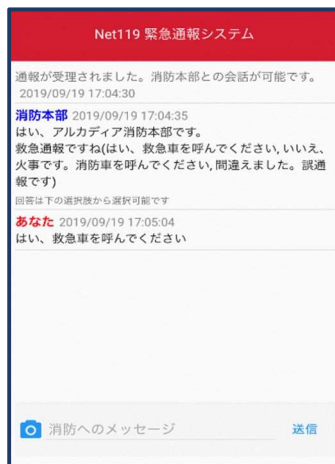 Net119 緊急通報システム
通報が受理されました。消防本部との会話が可能です。
2019/09/19 17:04:30
消防本部 2019/09/19 17:04:35
はい、アルカディア消防本部です。
救急通報ですね(はい、救急車を呼んでください, いいえ、
火事です。消防車を呼んでください, 間違えました。誤通
報です)
回答は下の選択肢から選択可能です
あなた 2019/09/19 17:05:04
はい、救急車を呼んでください
消防へのメッセージ
送信